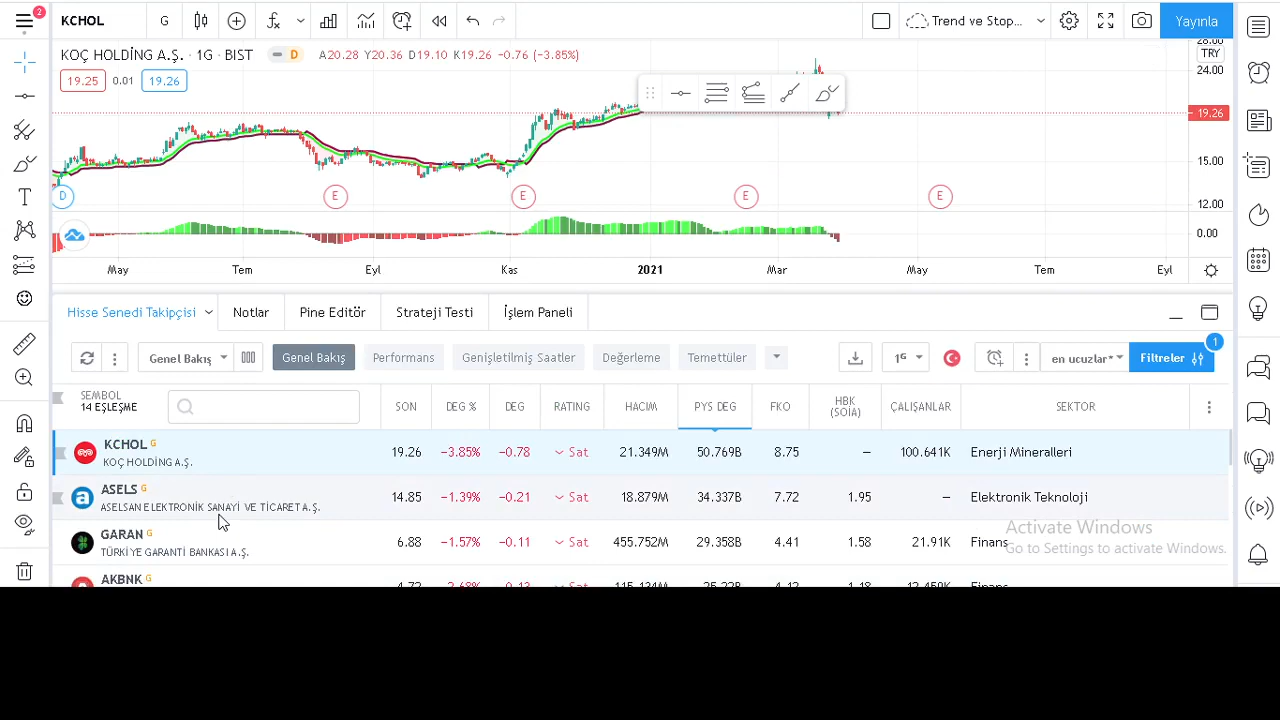 2
KCHOL G Trend ve Stop... Yayınla
KOÇ HOLDİNG A.Ş. · 1G · BIST D A20.28 Y20.36 D19.10 K19.26 −0.76 (−3.85%)
19.25 0.01 19.26
28.00
TRY
24.00
19.26
15.00
12.00
0.00
D E E E E
May Tem Eyl Kas 2021 Mar May Tem Eyl
Hisse Senedi Takipçisi Notlar Pine Editör Strateji Testi İşlem Paneli
Genel Bakış Genel Bakış Performans Genişletilmiş Saatler Değerleme Temettüler 1G en ucuzlar* Filtreler 1
SEMBOL
14 EŞLEŞME
SON DEG % DEG RATING HACIM PYS DEG FKO HBK (SOİA) ÇALIŞANLAR SEKTOR
KCHOL G 19.26 −3.85% −0.78 Sat 21.349M 50.769B 8.75 — 100.641K Enerji Mineralleri
KOÇ HOLDİNG A.Ş.
ASELS G 14.85 −1.39% −0.21 Sat 18.879M 34.337B 7.72 1.95 — Elektronik Teknoloji
ASELSAN ELEKTRONİK SANAYİ VE TİCARET A.Ş.
GARAN G 6.88 −1.57% −0.11 Sat 455.752M 29.358B 4.41 1.58 21.91K Finans
TÜRKİYE GARANTİ BANKASI A.Ş.
AKBNK G
Activate Windows
Go to Settings to activate Windows.